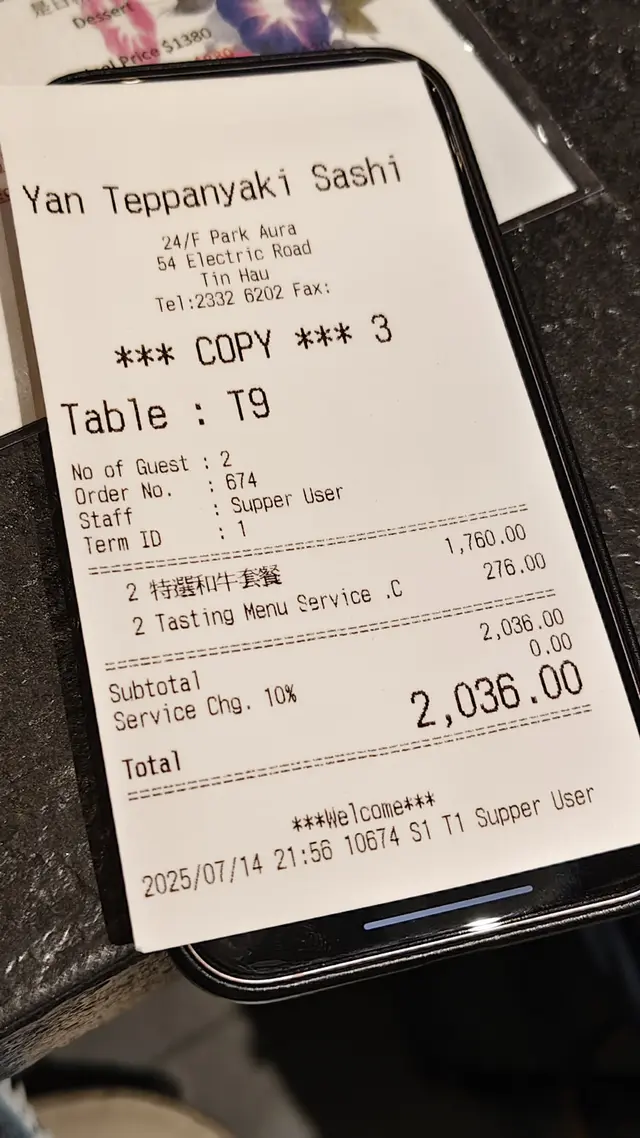 Dessert
Price $1380
Yan Teppanyaki Sashi
24/F Park Aura
54 Electric Road
Tin Hau
Tel:2332 6202 Fax:
*** COPY *** 3
Table : T9
No of Guest : 2
Order No. : 674
Staff : Supper User
Term ID : 1
2 特選和牛套餐 1,760.00
2 Tasting Menu Service .C 276.00
Subtotal 2,036.00
Service Chg. 10% 0.00
Total 2,036.00
***Welcome***
2025/07/14 21:56 10674 S1 T1 Supper User